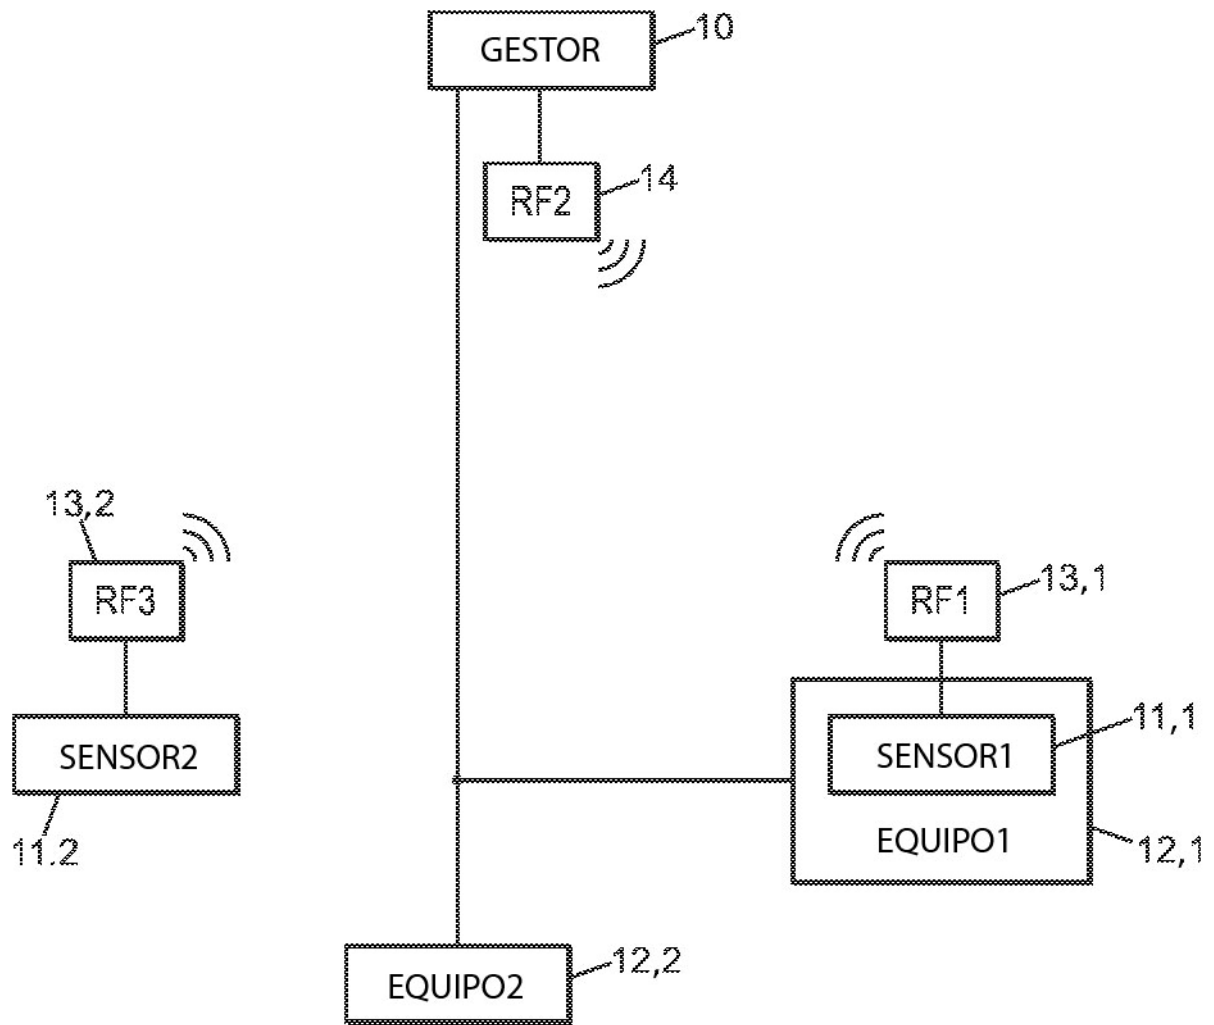 GESTOR
10
RF2
14
13,2
RF3
RF1
13,1
SENSOR2
SENSOR1
11,1
11.2
EQUIPO1
12,1
EQUIPO2
12,2